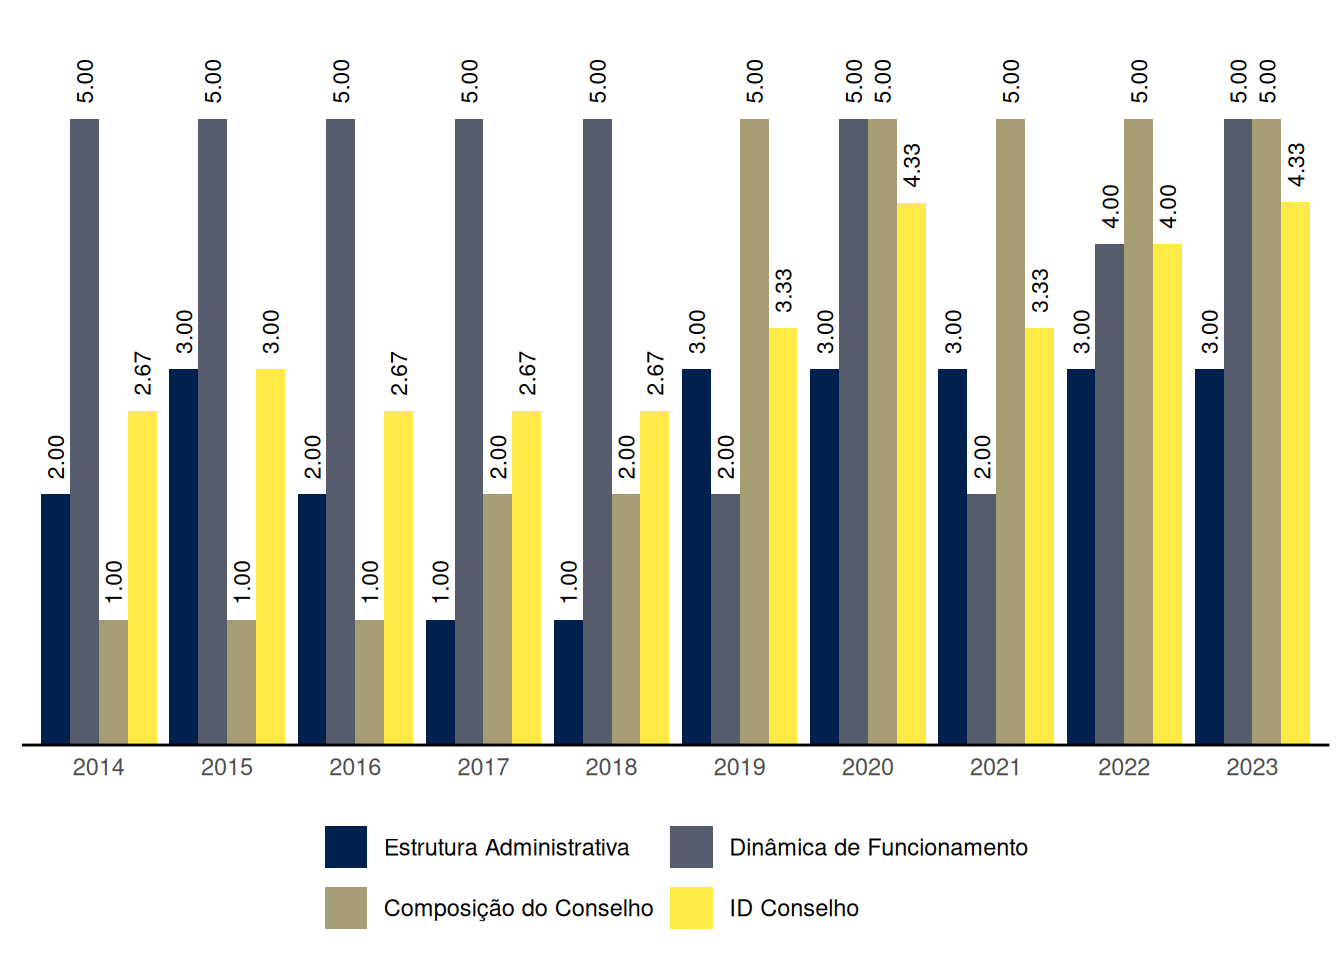 2.00 5.00 1.00 2.67
3.00 5.00 1.00 3.00
2.00 5.00 1.00 2.67
1.00 5.00 2.00 2.67
1.00 5.00 2.00 2.67
3.00 2.00 5.00 3.33
3.00 5.00 5.00 4.33
3.00 2.00 5.00 3.33
3.00 4.00 5.00 4.00
3.00 5.00 5.00 4.33
2014 2015 2016 2017 2018 2019 2020 2021 2022 2023
Estrutura Administrativa Dinâmica de Funcionamento
Composição do Conselho ID Conselho